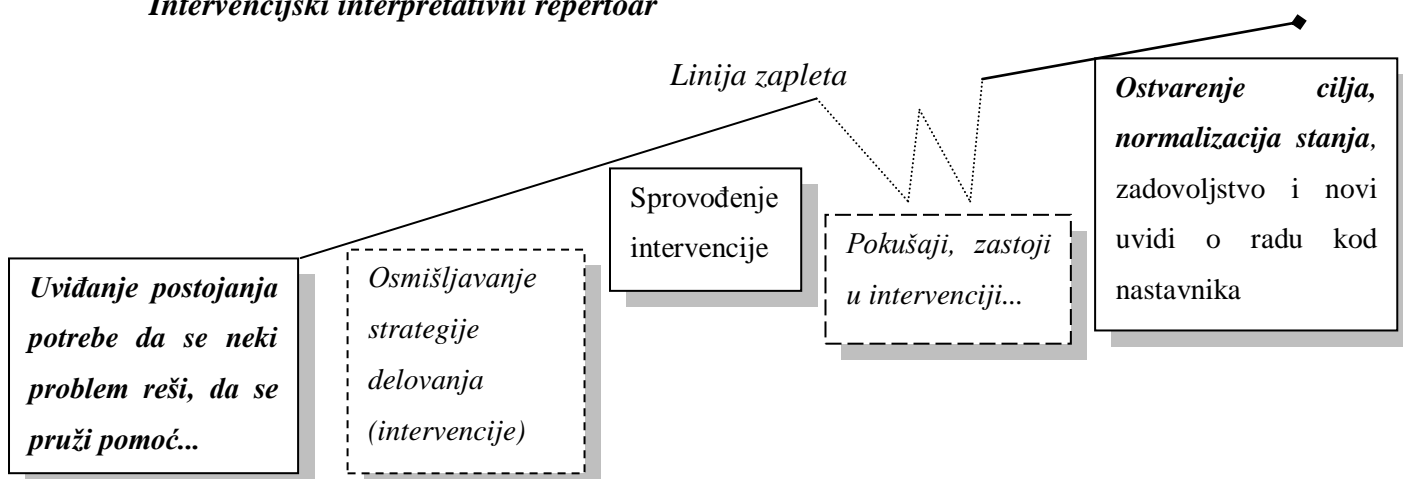 Intervencijski interpretativni repertoar
Linija zapleta
Uviđanje postojanja
potrebe da se neki
problem reši, da se
pruži pomoć...
Osmišljavanje
strategije
delovanja
(intervencije)
Sprovođenje
intervencije
Pokušaji, zastoji
u intervenciji...
Ostvarenje cilja,
normalizacija stanja,
zadovoljstvo i novi
uvidi o radu kod
nastavnika